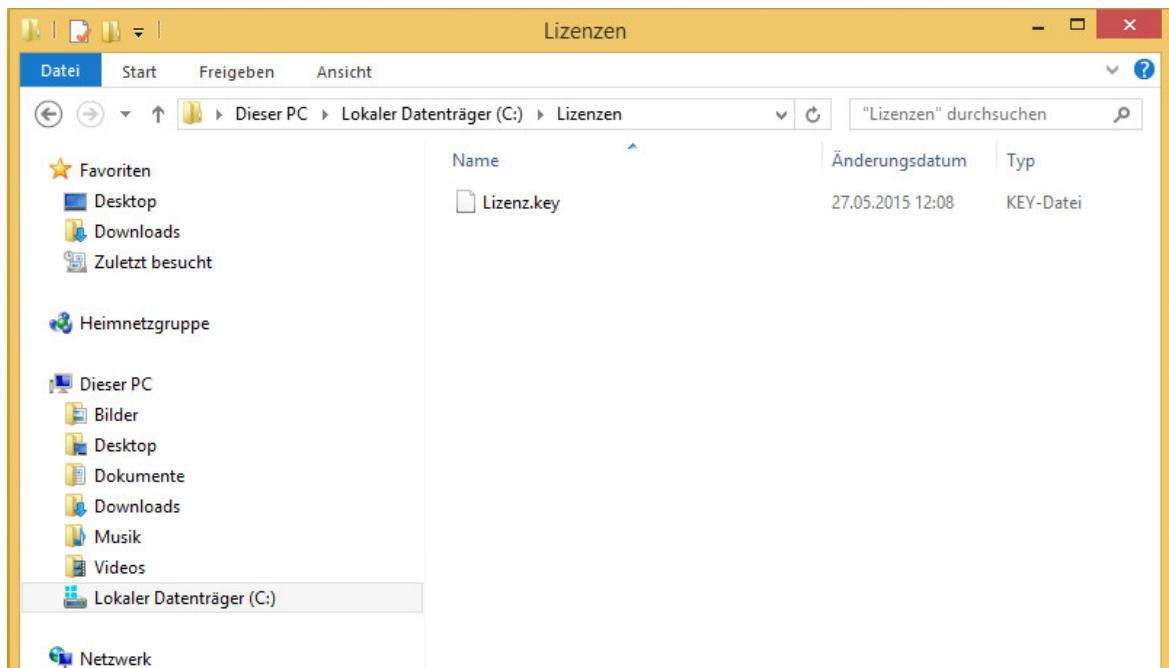 Lizenzen
Datei Start Freigeben Ansicht
Dieser PC Lokaler Datenträger (C:) Lizenzen "Lizenzen" durchsuchen
Favoriten
Desktop
Downloads
Zuletzt besucht
Heimnetzgruppe
Dieser PC
Bilder
Desktop
Dokumente
Downloads
Musik
Videos
Lokaler Datenträger (C:)
Netzwerk
Name Änderungsdatum Typ
Lizenz.key 27.05.2015 12:08 KEY-Datei